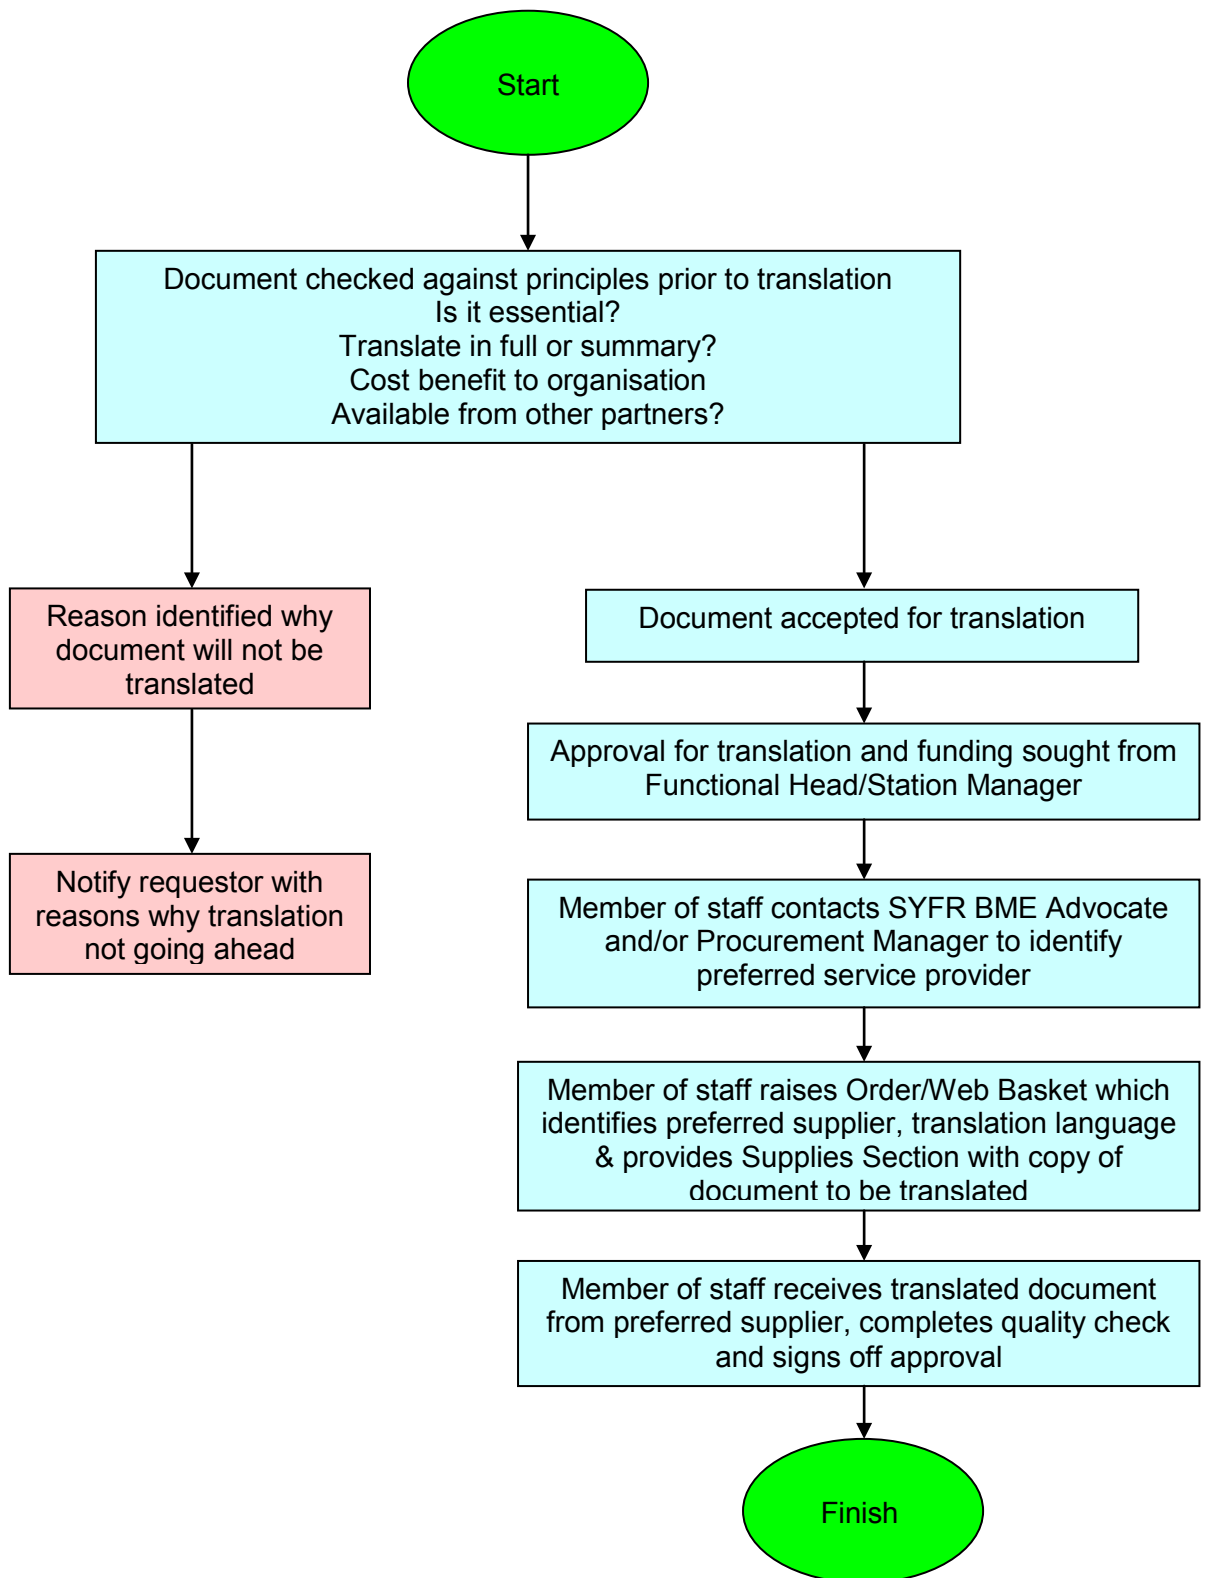 Start
Document checked against principles prior to translation
Is it essential?
Translate in full or summary?
Cost benefit to organisation
Available from other partners?
Reason identified why
document will not be
translated
Notify requestor with
reasons why translation
not going ahead
Document accepted for translation
Approval for translation and funding sought from
Functional Head/Station Manager
Member of staff contacts SYFR BME Advocate
and/or Procurement Manager to identify
preferred service provider
Member of staff raises Order/Web Basket which
identifies preferred supplier, translation language
& provides Supplies Section with copy of
document to be translated
Member of staff receives translated document
from preferred supplier, completes quality check
and signs off approval
Finish